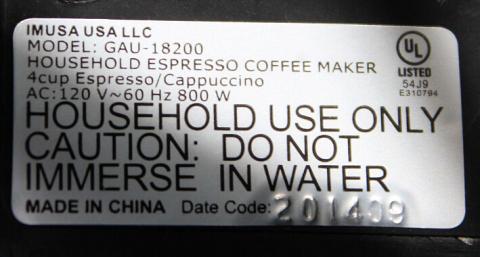 IMUSA USA LLC
MODEL: GAU-18200
HOUSEHOLD ESPRESSO COFFEE MAKER
4cup Espresso/Cappuccino
AC: 120 V~60 Hz 800 W
UL
LISTED
54J9
E310794
HOUSEHOLD USE ONLY
CAUTION: DO NOT
IMMERSE IN WATER
MADE IN CHINA Date Code: 201409